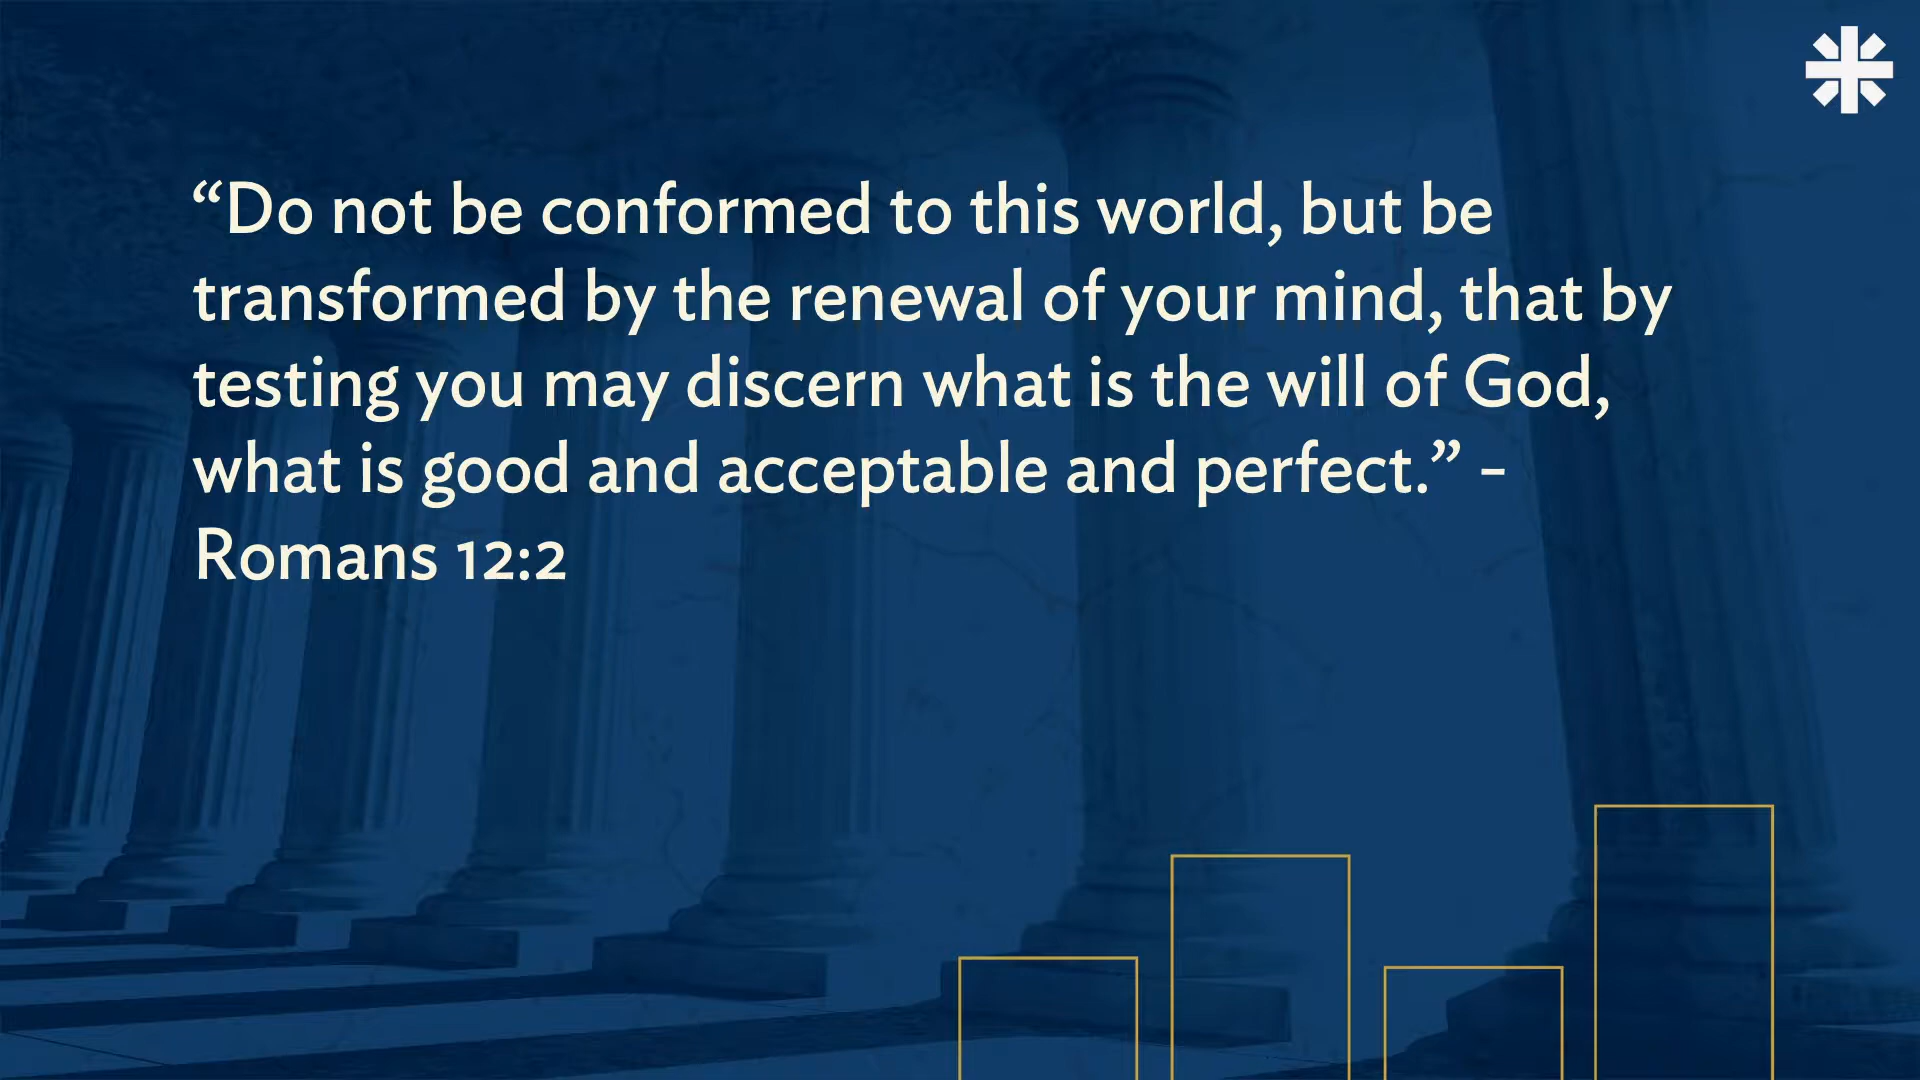 “Do not be conformed to this world, but be
transformed by the renewal of your mind, that by
testing you may discern what is the will of God,
what is good and acceptable and perfect.” –
Romans 12:2